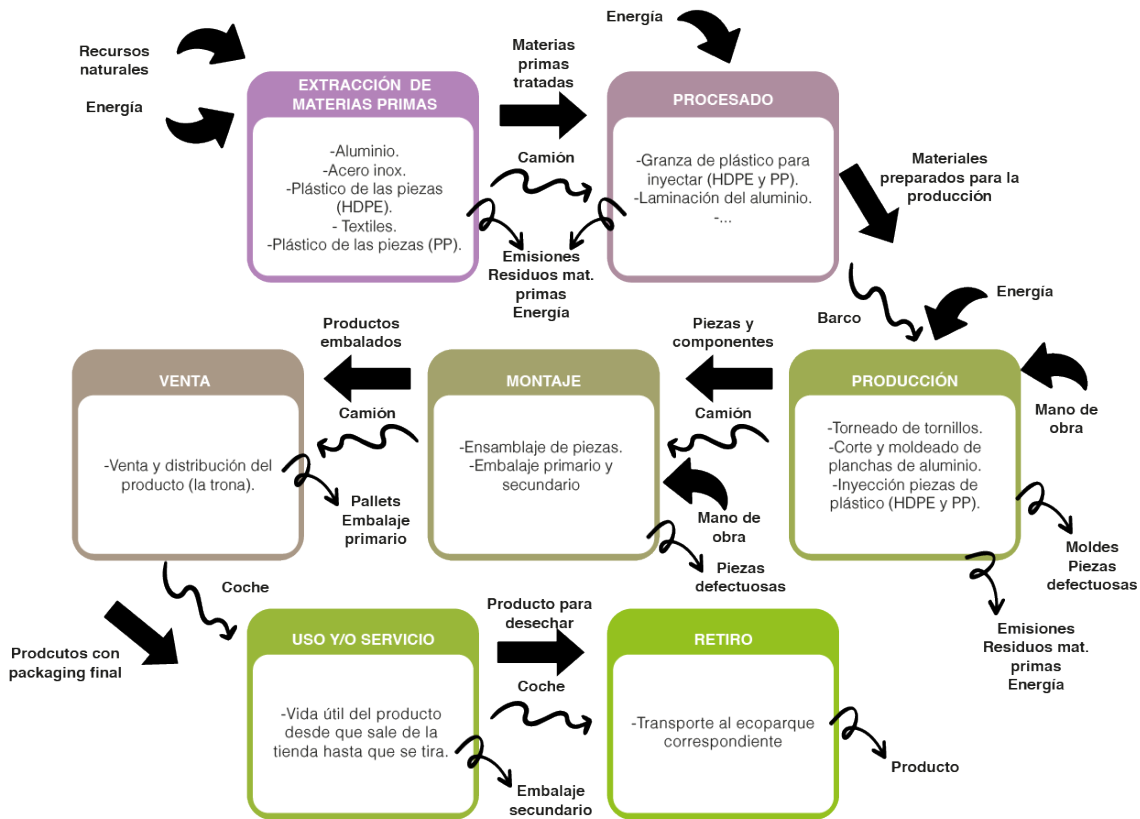 Recursos
naturales
Energía
EXTRACCIÓN DE
MATERIAS PRIMAS
-Aluminio.
-Acero inox.
-Plástico de las piezas
(HDPE).
- Textiles.
-Plástico de las piezas (PP).
Materias
primas
tratadas
Camión
Emisiones
Residuos mat.
primas
Energía
Energía
PROCESADO
-Granza de plástico para
inyectar (HDPE y PP).
-Laminación del aluminio.
-...
Materiales
preparados para la
producción
Barco
Energía
Mano de
obra
PRODUCCIÓN
-Torneado de tornillos.
-Corte y moldeado de
planchas de aluminio.
-Inyección piezas de
plástico (HDPE y PP).
Moldes
Piezas
defectuosas
Emisiones
Residuos mat.
primas
Energía
Piezas y
componentes
Camión
MONTAJE
-Ensamblaje de piezas.
-Embalaje primario y
secundario
Mano de
obra
Piezas
defectuosas
Productos
embalados
Camión
VENTA
-Venta y distribución del
producto (la trona).
Pallets
Embalaje
primario
Coche
Prodcutos con
packaging final
USO Y/O SERVICIO
-Vida útil del producto
desde que sale de la
tienda hasta que se tira.
Embalaje
secundario
Producto para
desechar
Coche
RETIRO
-Transporte al ecoparque
correspondiente
Producto